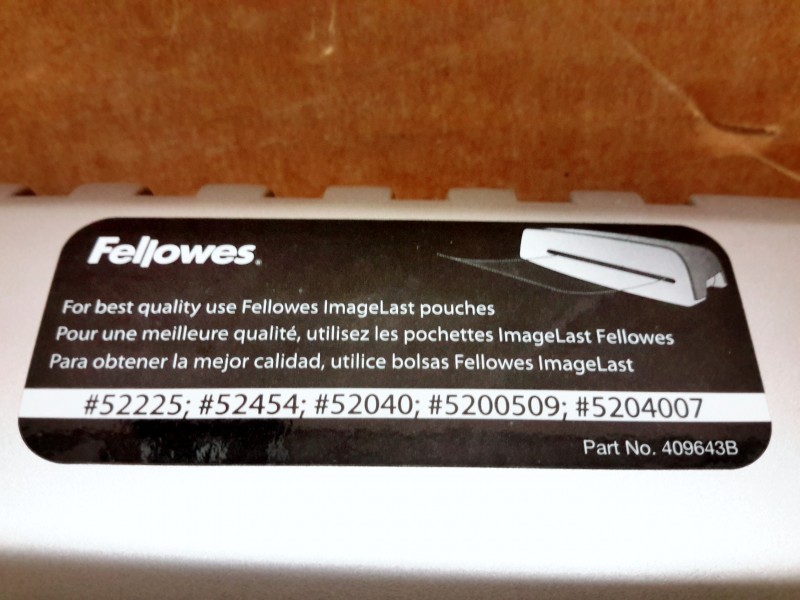 Fellowes.
For best quality use Fellowes ImageLast pouches
Pour une meilleure qualité, utilisez les pochettes ImageLast Fellowes
Para obtener la mejor calidad, utilice bolsas Fellowes ImageLast
#52225; #52454; #52040; #5200509; #5204007
Part No. 409643B